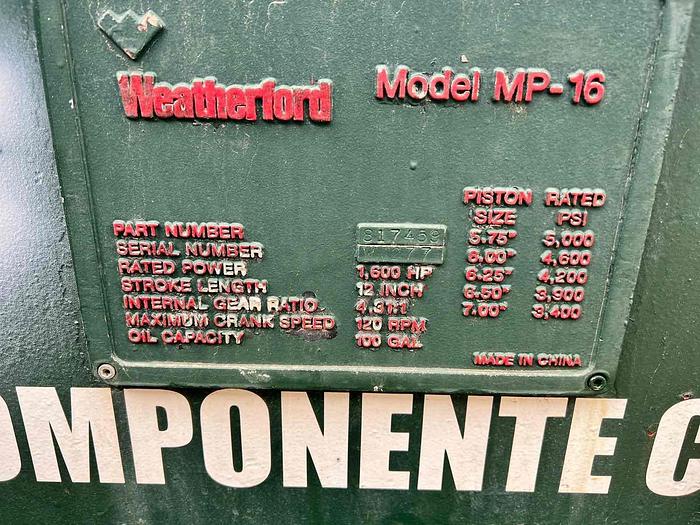 Weatherford Model MP-16
PISTON RATED
SIZE PSI
PART NUMBER 5.75" 5,000
SERIAL NUMBER 77 6.00" 4,600
RATED POWER 1,600 HP 6.25" 4,200
STROKE LENGTH 12 INCH 6.50" 3,900
INTERNAL GEAR RATIO 7.00" 3,400
MAXIMUM CRANK SPEED 120 RPM
OIL CAPACITY 100 GAL
MADE IN CHINA
OMPONENTE C